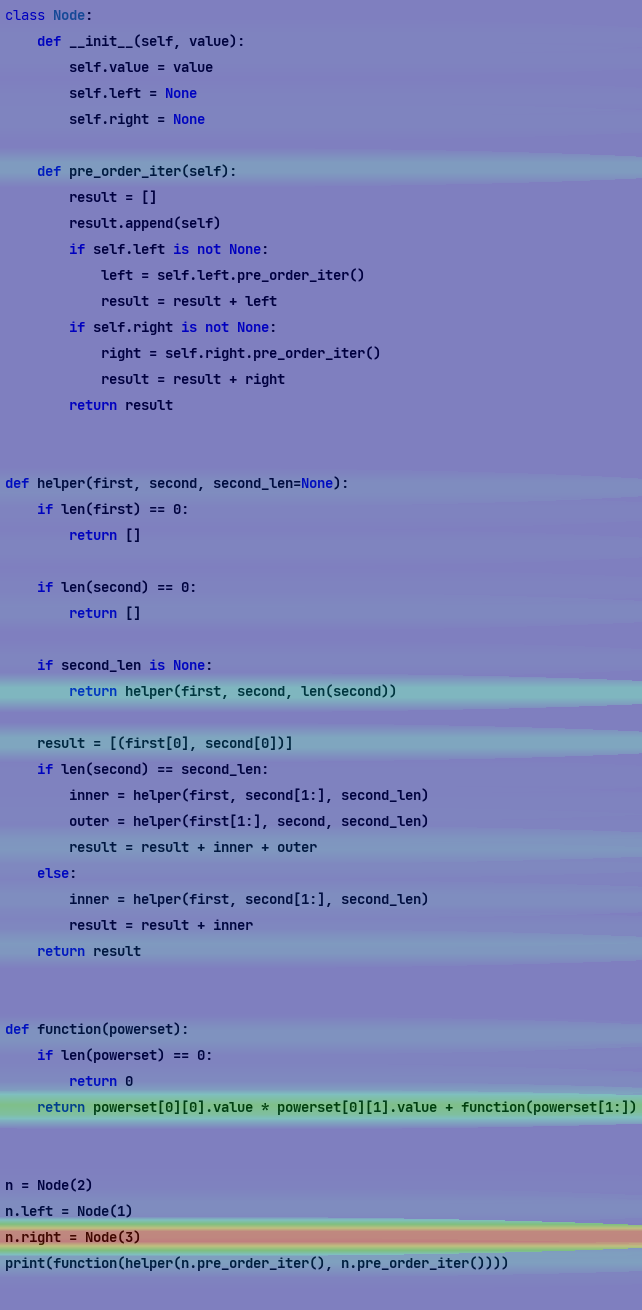 class Node:
    def __init__(self, value):
        self.value = value
        self.left = None
        self.right = None

    def pre_order_iter(self):
        result = []
        result.append(self)
        if self.left is not None:
            left = self.left.pre_order_iter()
            result = result + left
        if self.right is not None:
            right = self.right.pre_order_iter()
            result = result + right
        return result


def helper(first, second, second_len=None):
    if len(first) == 0:
        return []

    if len(second) == 0:
        return []

    if second_len is None:
        return helper(first, second, len(second))

    result = [(first[0], second[0])]
    if len(second) == second_len:
        inner = helper(first, second[1:], second_len)
        outer = helper(first[1:], second, second_len)
        result = result + inner + outer
    else:
        inner = helper(first, second[1:], second_len)
        result = result + inner
    return result


def function(powerset):
    if len(powerset) == 0:
        return 0
    return powerset[0][0].value * powerset[0][1].value + function(powerset[1:])


n = Node(2)
n.left = Node(1)
n.right = Node(3)
print(function(helper(n.pre_order_iter(), n.pre_order_iter())))